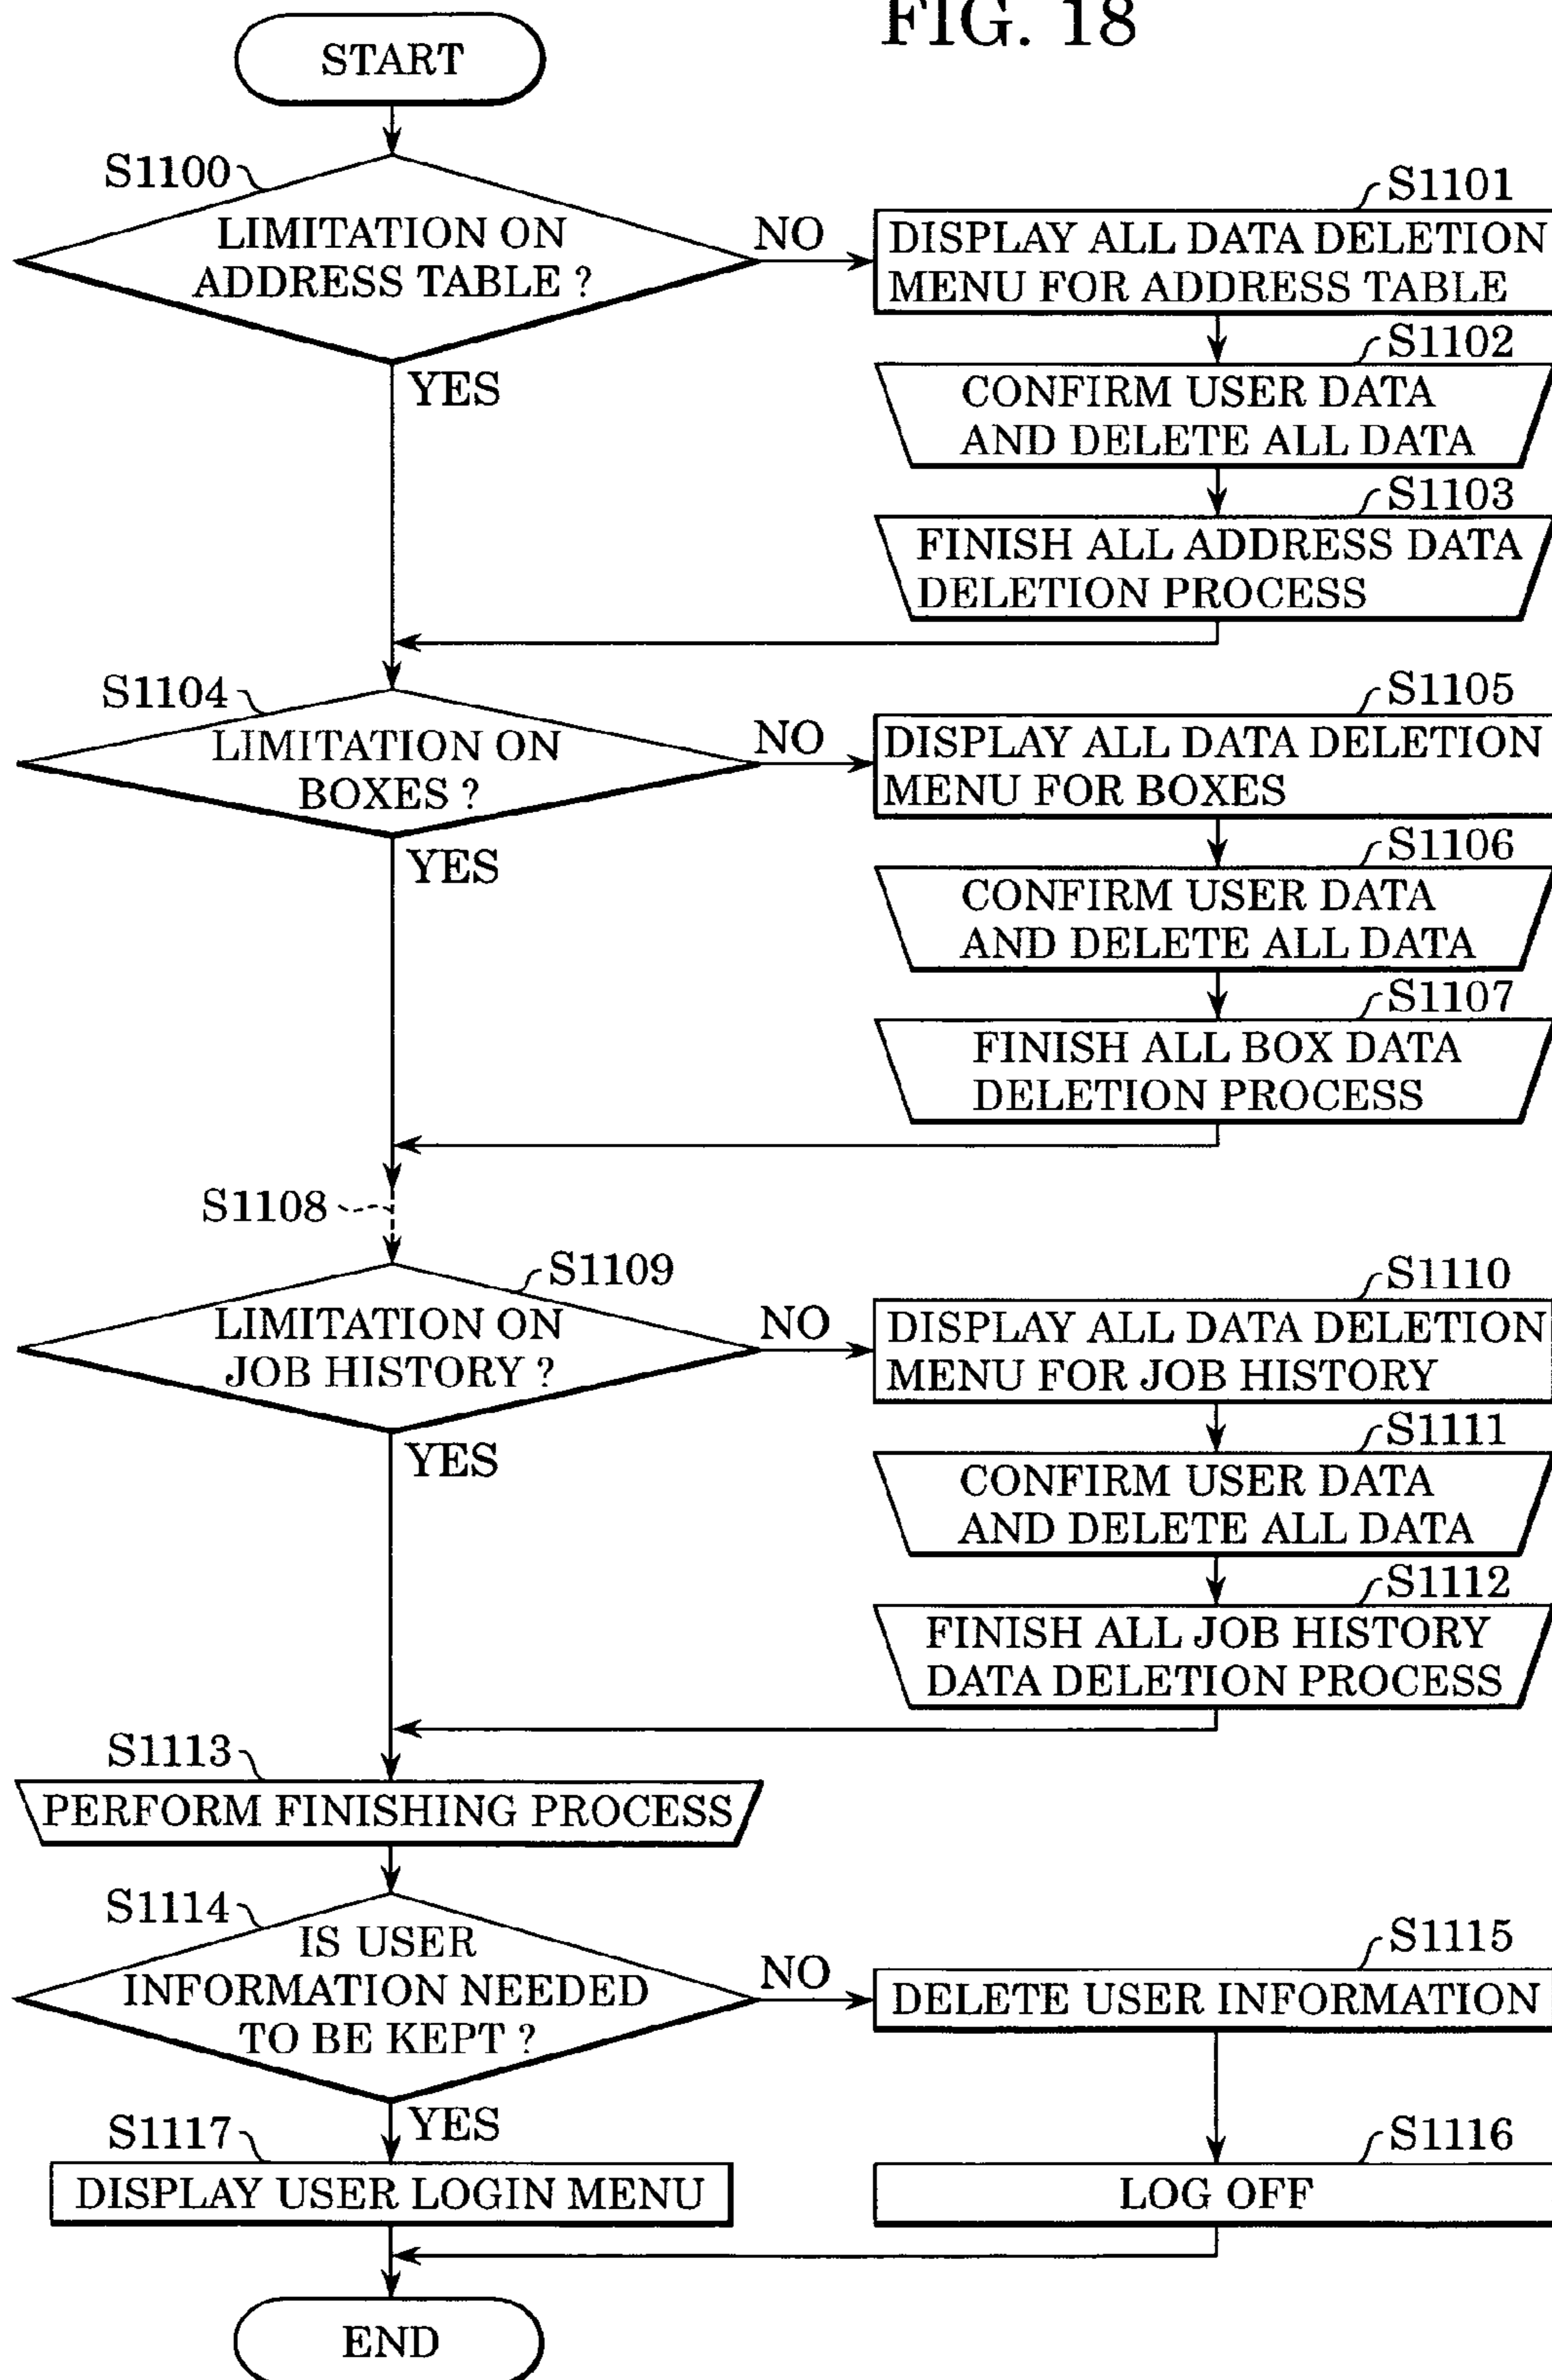 FIG. 18
START
S1100
LIMITATION ON
ADDRESS TABLE ?
NO
YES
S1101
DISPLAY ALL DATA DELETION
MENU FOR ADDRESS TABLE
S1102
CONFIRM USER DATA
AND DELETE ALL DATA
S1103
FINISH ALL ADDRESS DATA
DELETION PROCESS
S1104
LIMITATION ON
BOXES ?
NO
YES
S1105
DISPLAY ALL DATA DELETION
MENU FOR BOXES
S1106
CONFIRM USER DATA
AND DELETE ALL DATA
S1107
FINISH ALL BOX DATA
DELETION PROCESS
S1108
S1109
LIMITATION ON
JOB HISTORY ?
NO
YES
S1110
DISPLAY ALL DATA DELETION
MENU FOR JOB HISTORY
S1111
CONFIRM USER DATA
AND DELETE ALL DATA
S1112
FINISH ALL JOB HISTORY
DATA DELETION PROCESS
S1113
PERFORM FINISHING PROCESS
S1114
IS USER
INFORMATION NEEDED
TO BE KEPT ?
NO
YES
S1115
DELETE USER INFORMATION
S1116
LOG OFF
S1117
DISPLAY USER LOGIN MENU
END